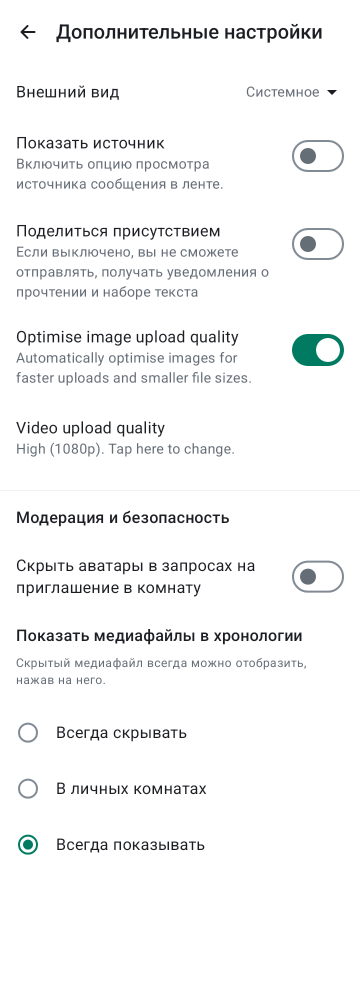 Дополнительные настройки
Внешний вид
Системное
Показать источник
Включить опцию просмотра
источника сообщения в ленте.
Поделиться присутствием
Если выключено, вы не сможете
отправлять, получать уведомления о
прочтении и наборе текста
Optimise image upload quality
Automatically optimise images for
faster uploads and smaller file sizes.
Video upload quality
High (1080p). Tap here to change.
Модерация и безопасность
Скрыть аватары в запросах на
приглашение в комнату
Показать медиафайлы в хронологии
Скрытый медиафайл всегда можно отобразить,
нажав на него.
Всегда скрывать
В личных комнатах
Всегда показывать